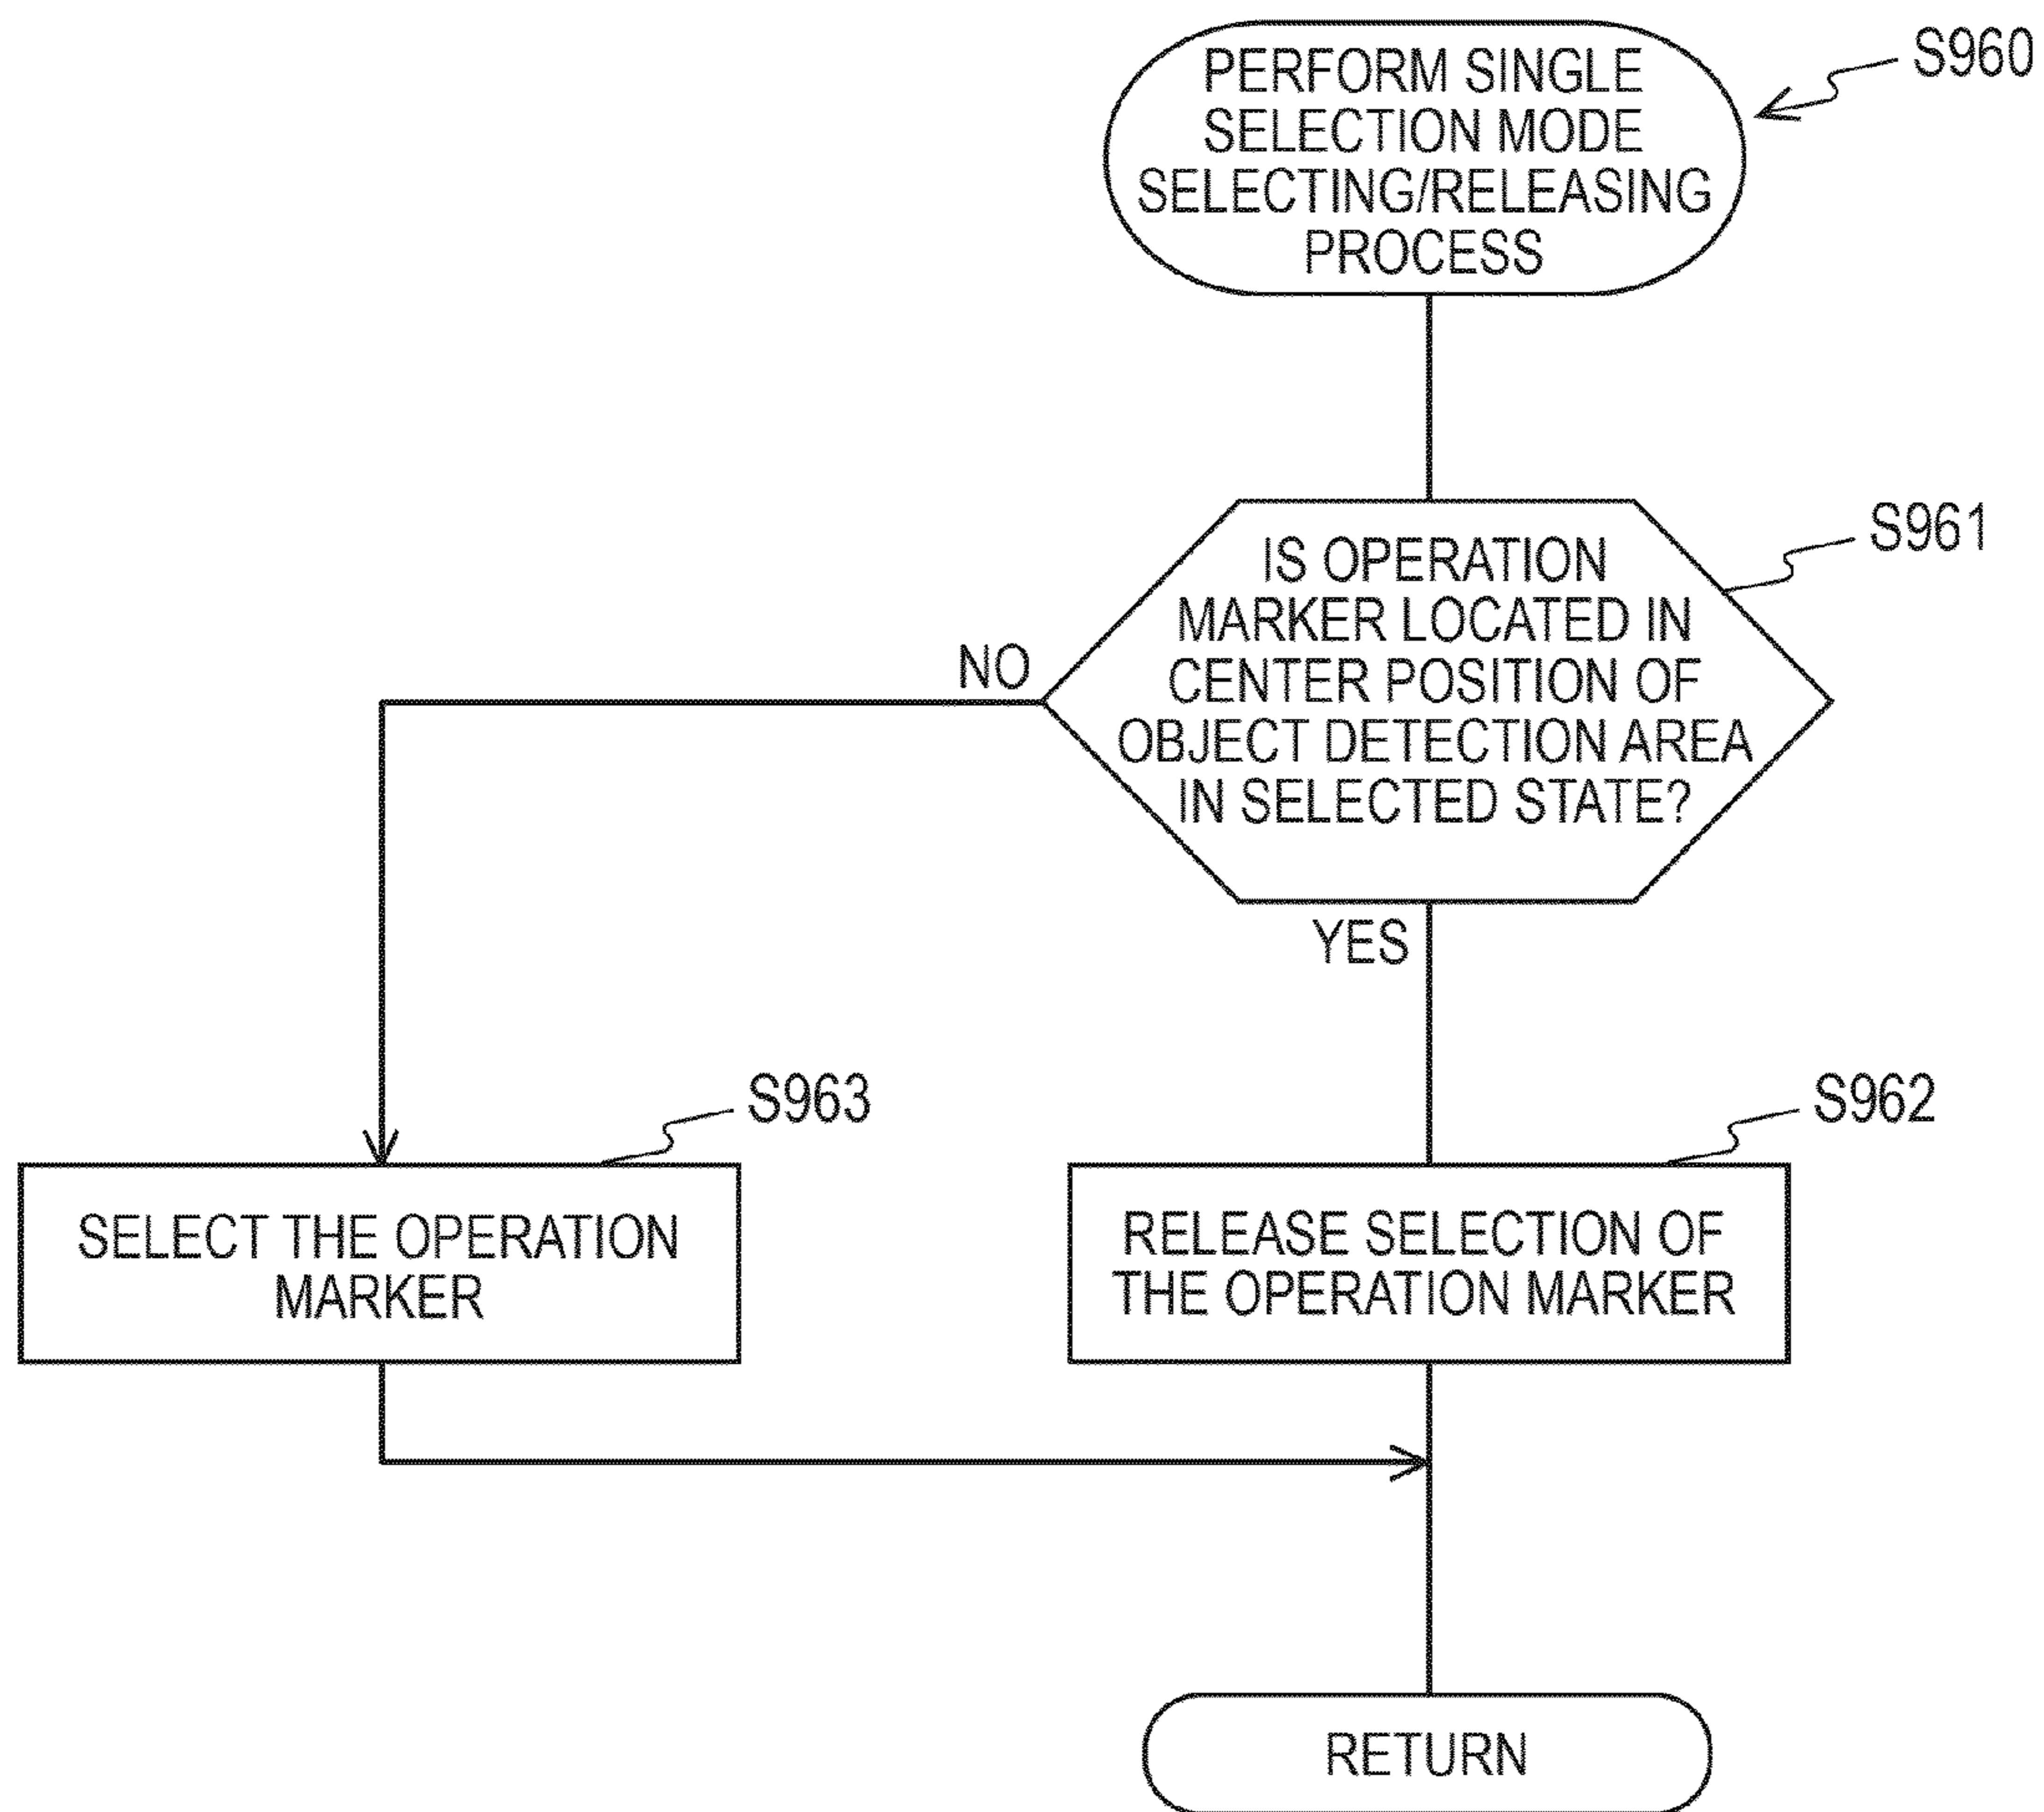 PERFORM SINGLE
SELECTION MODE
SELECTING/RELEASING
PROCESS
S960
IS OPERATION
MARKER LOCATED IN
CENTER POSITION OF
OBJECT DETECTION AREA
IN SELECTED STATE?
S961
NO
YES
S963
SELECT THE OPERATION
MARKER
S962
RELEASE SELECTION OF
THE OPERATION MARKER
RETURN